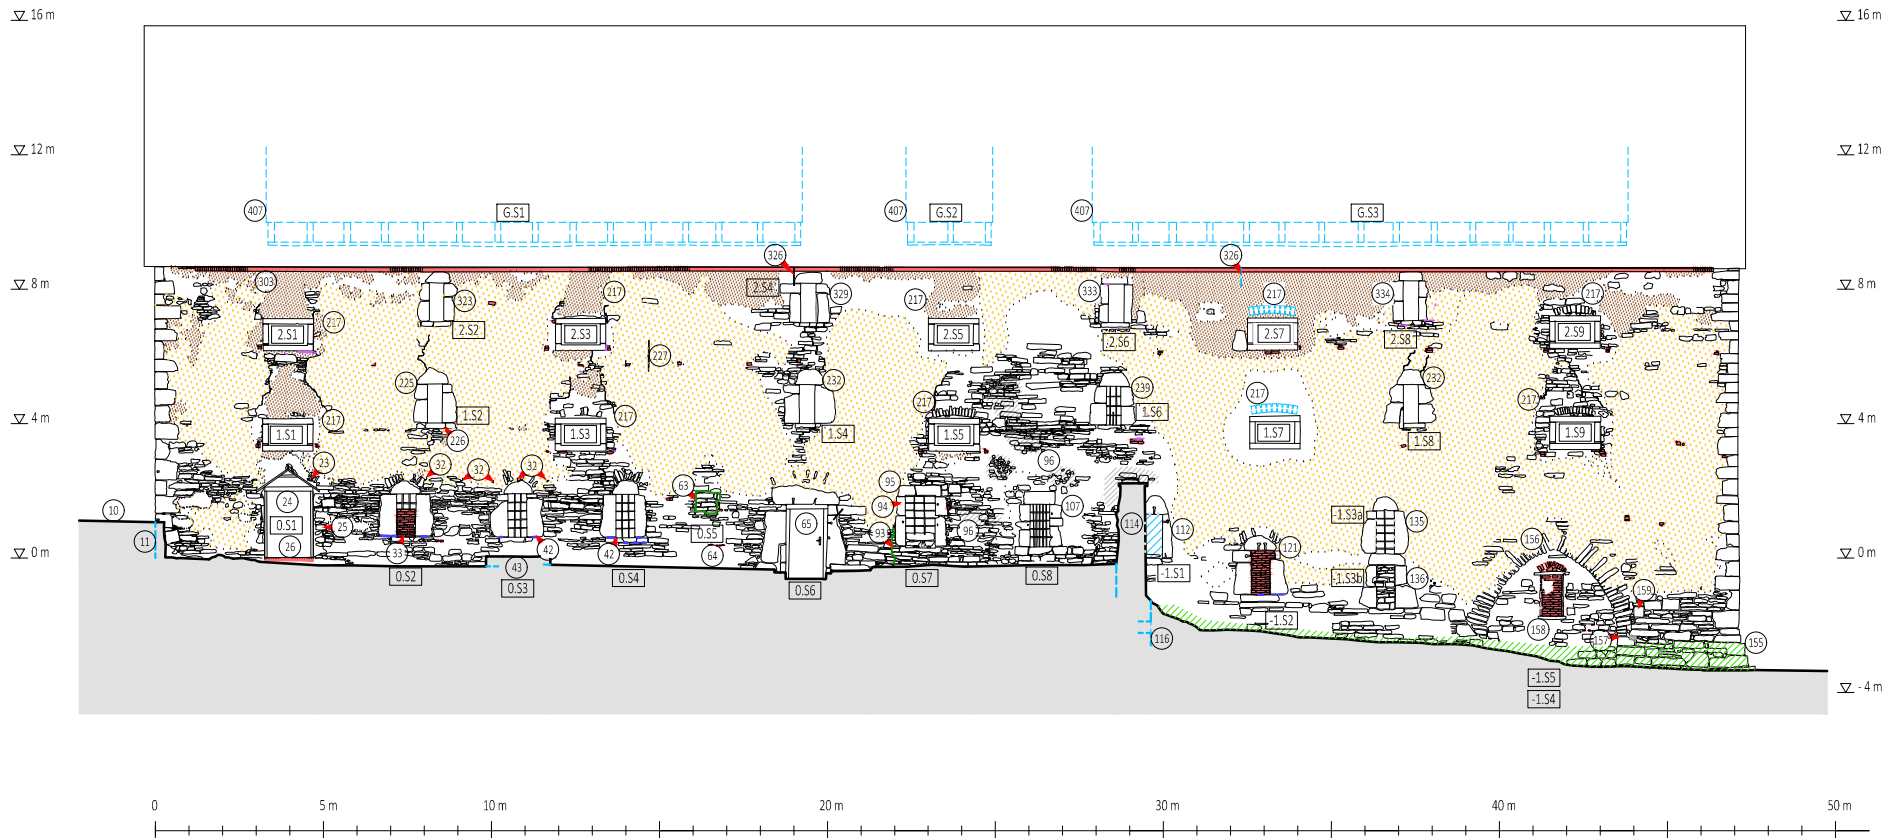 16 m 16 m
12 m 12 m
407 G.S1 407 G.S2 407 G.S3
326 326
8 m 303 323 217 2.S4 329 217 333 217 334 217 8 m
2.S1 217 2.S2 2.S3 2.S5 2.S6 2.S7 2.S8 2.S9
227
225 232 239 232
217 217
4 m 217 1.S2 217 1.S6 4 m
1.S1 226 1.S3 1.S4 1.S5 1.S7 1.S8 1.S9
23 32 32 32 96
63 95
10 24 94 107 -1.S3a
0.S1 25 0.S5 65 93 96 114 112 135
11 26 33 42 42 64 121 156
0 m 0 m
43 -1.S1 -1.S3b 136
0.S2 0.S3 0.S4 0.S6 0.S7 0.S8 159
-1.S2
116 158 157 155
-1.S5
-1.S4
- 4 m
0 5 m 10 m 20 m 30 m 40 m 50 m